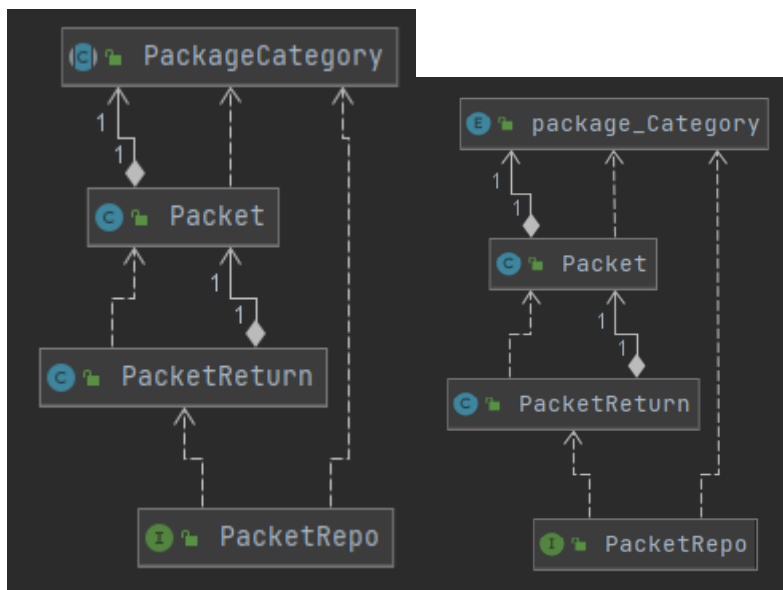 C PackageCategory
1
1
C Packet
1
1
C PacketReturn
I PacketRepo
E package_Category
1
1
C Packet
1
1
C PacketReturn
I PacketRepo